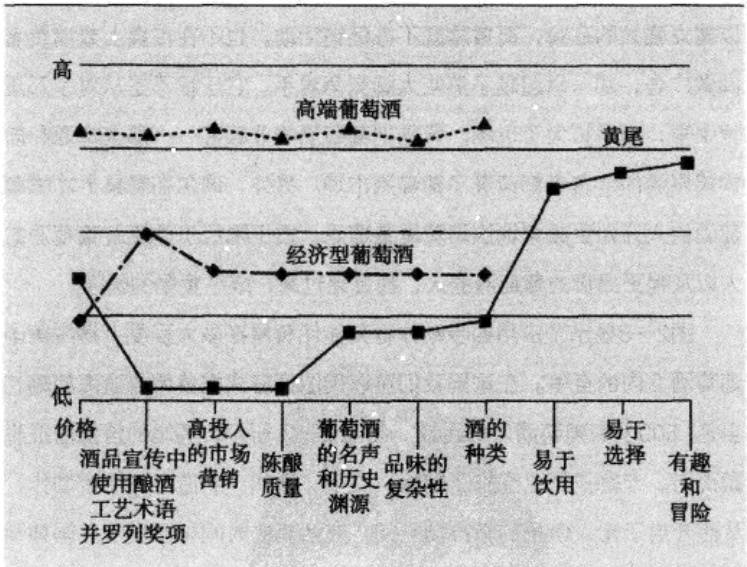 高
高端葡萄酒
黄尾
经济型葡萄酒
低
价格
酒品宣传中
使用酿酒
工艺术语
并罗列奖项
高投入
的市场
营销
陈酿
质量
葡萄酒
的名声
和历史
渊源
品味的
复杂性
酒的
种类
易于
饮用
易于
选择
有趣
和
冒险